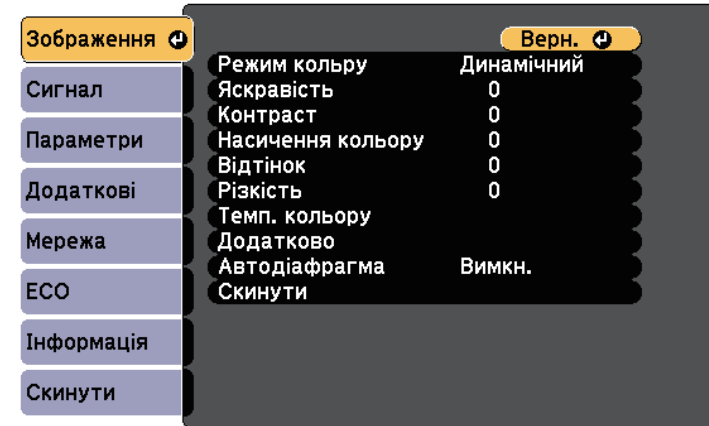 Зображення
Сигнал
Параметри
Додаткові
Мережа
ECO
Інформація
Скинути
Верн.
Режим кольру Динамічний
Яскравість 0
Контраст 0
Насичення кольору 0
Відтінок 0
Різкість 0
Темп. кольору
Додатково
Автодіафрагма Вимкн.
Скинути